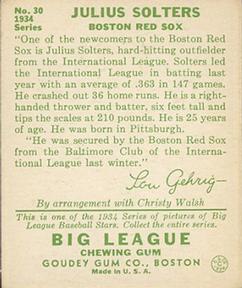 No. 30
1934
Series
JULIUS SOLTERS
BOSTON RED SOX
"One of the newcomers to the Boston Red
Sox is Julius Solters, hard-hitting outfielder
from the International League. Solters led
the International League in batting last
year with an average of .363 in 147 games.
He crashed out 36 home runs. He is a right-
handed thrower and batter, six feet tall and
tips the scales at 210 pounds. He is 25 years
of age. He was born in Pittsburgh.
"He was secured by the Boston Red Sox
from the Baltimore Club of the Interna-
tional League last winter."
Lou Gehrig
By arrangement with Christy Walsh
This is one of the 1934 Series of pictures of Big
League Baseball Stars. Collect the entire series.
BIG LEAGUE
CHEWING GUM
GOUDEY GUM CO., BOSTON
Made in U. S. A.